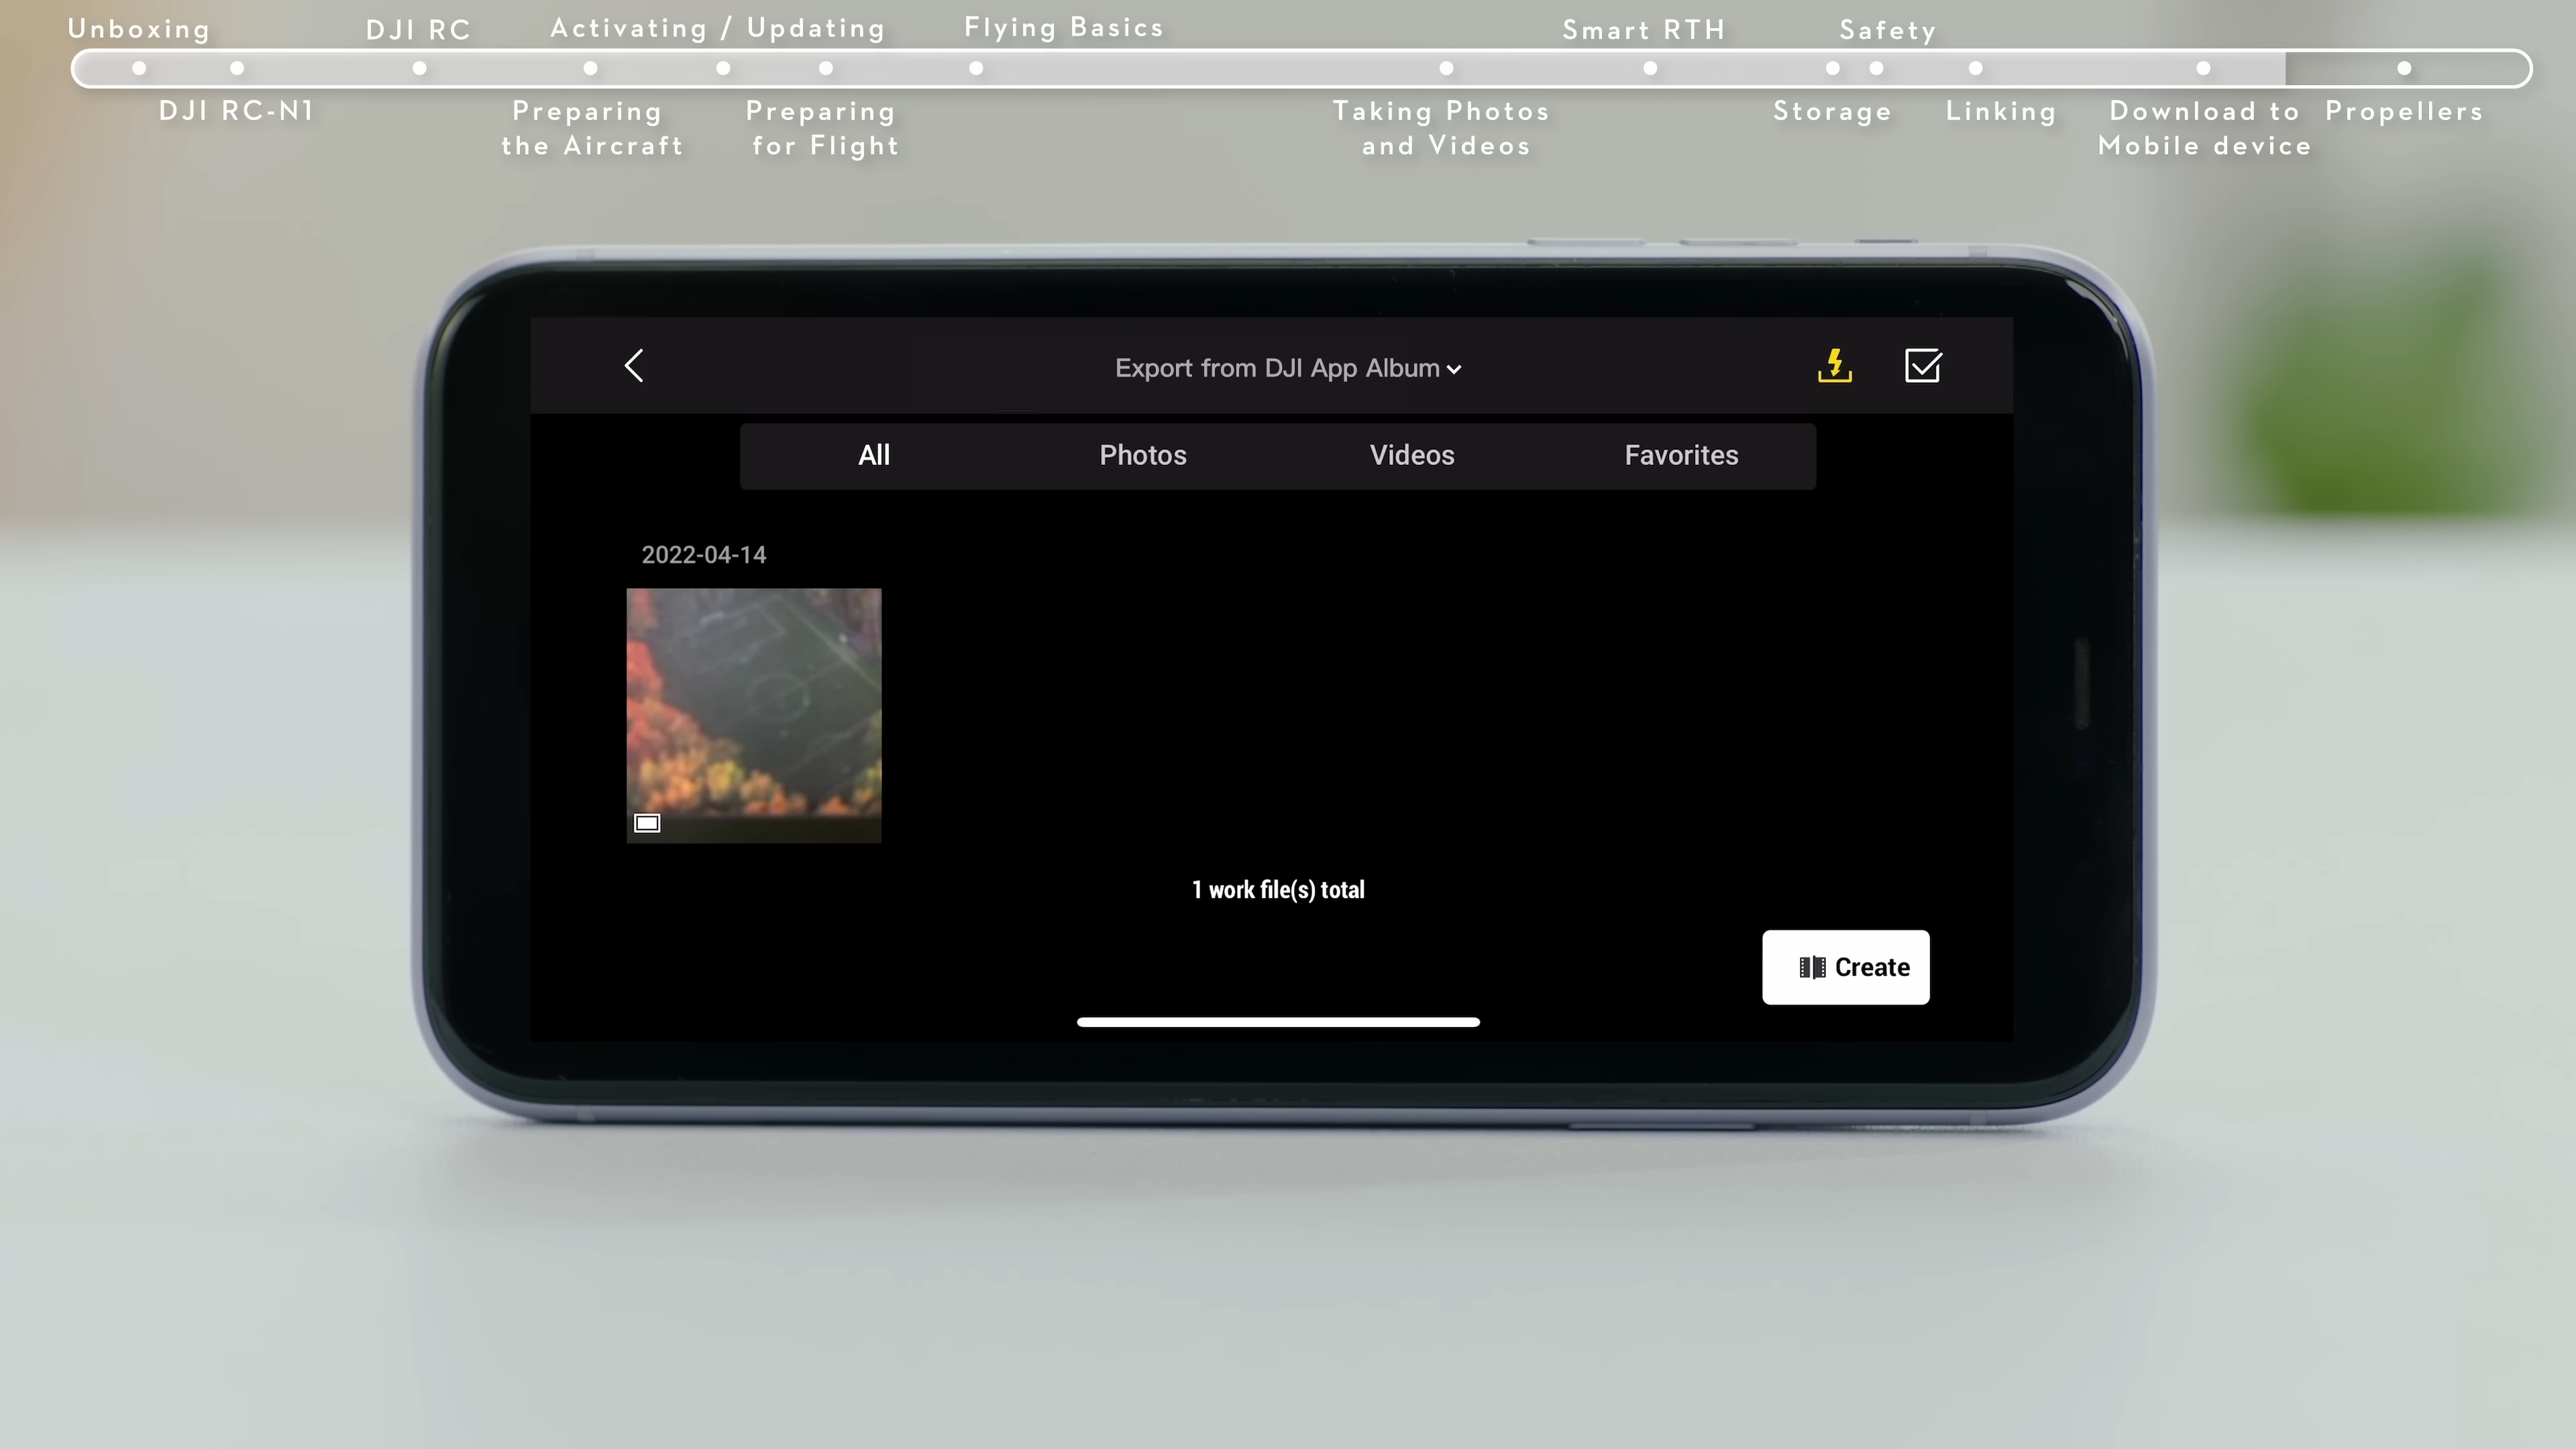 Unboxing
DJI RC
Activating / Updating
Flying Basics
Smart RTH
Safety
DJI RC-N1
Preparing
the Aircraft
Preparing
for Flight
Taking Photos
and Videos
Storage
Linking
Download to
Mobile device
Propellers
Export from DJI App Album
All
Photos
Videos
Favorites
2022-04-14
1 work file(s) total
Create